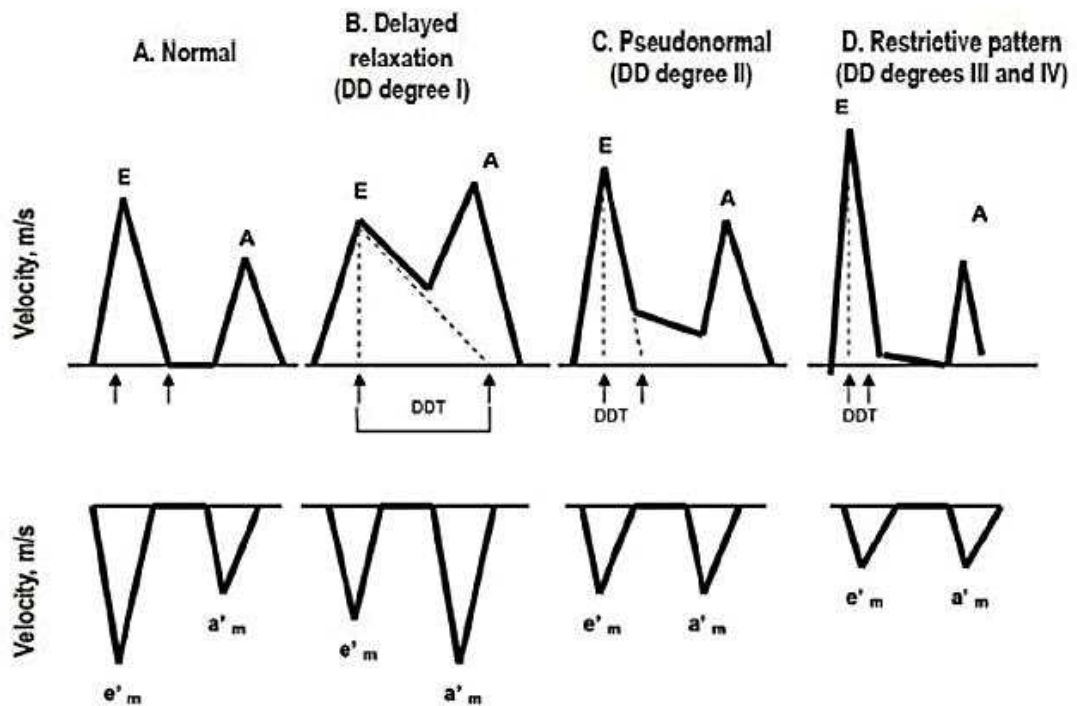 A. Normal
B. Delayed
relaxation
(DD degree I)
C. Pseudonormal
(DD degree II)
D. Restrictive pattern
(DD degrees III and IV)
Velocity, m/s
E
A
E
A
E
A
E
A
DDT
DDT
DDT
Velocity, m/s
e'm
a'm
e'm
a'm
e'm
a'm
e'm
a'm